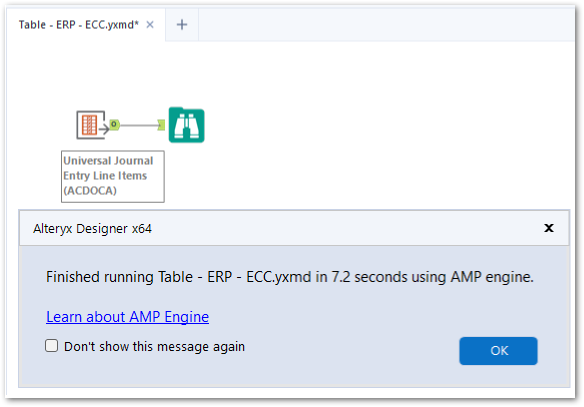 Table - ERP - ECC.yxmd*
Universal Journal
Entry Line Items
(ACDOCA)
Alteryx Designer x64
Finished running Table - ERP - ECC.yxmd in 7.2 seconds using AMP engine.
Learn about AMP Engine
Don't show this message again
OK